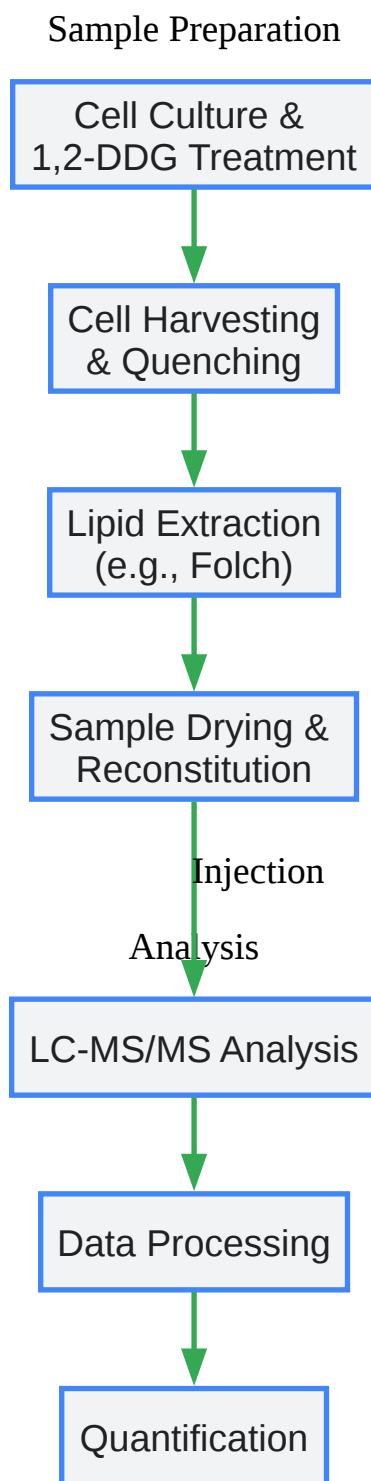 Sample Preparation
Cell Culture &
1,2-DDG Treatment
Cell Harvesting
& Quenching
Lipid Extraction
(e.g., Folch)
Sample Drying &
Reconstitution
Injection
Analysis
LC-MS/MS Analysis
Data Processing
Quantification